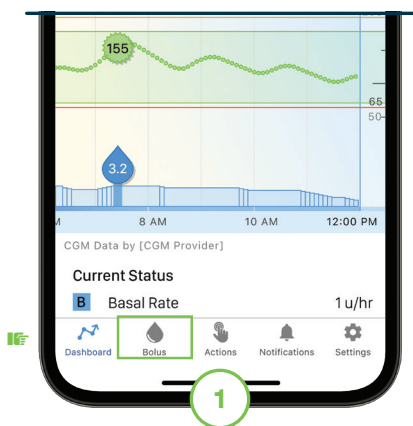 155
65
50
3.2
8 AM
10 AM
12:00 PM
CGM Data by [CGM Provider]
Current Status
B Basal Rate 1 u/hr
Dashboard Bolus Actions Notifications Settings
1